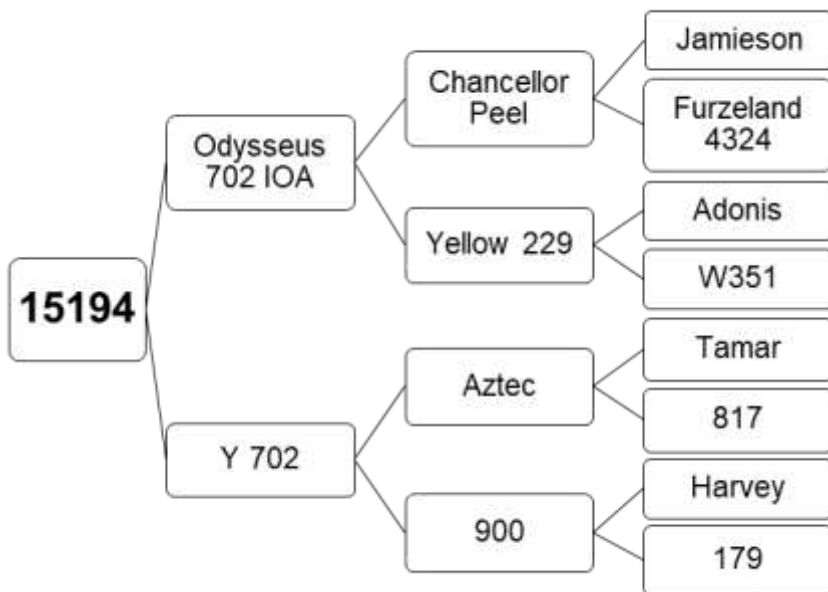 15194
Odysseus
702 IOA
Y 702
Chancellor
Peel
Yellow 229
Aztec
900
Jamieson
Furzeland
4324
Adonis
W351
Tamar
817
Harvey
179